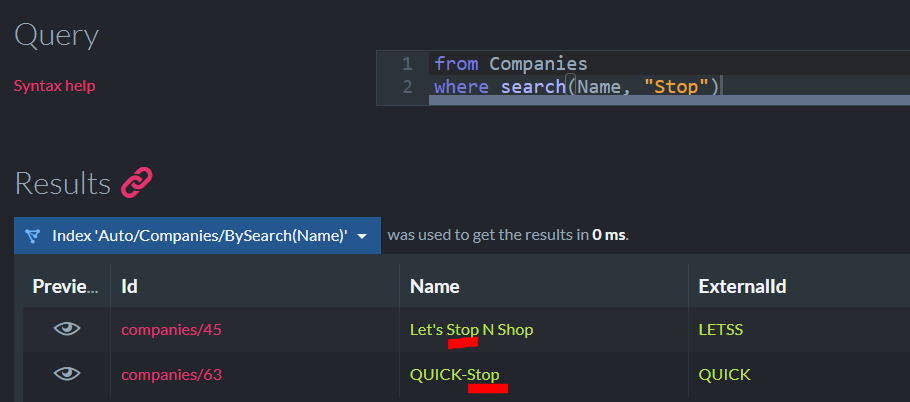 Query
Syntax help
1 from Companies
2 where search(Name, "Stop")
Results
Index 'Auto/Companies/BySearch(Name)' was used to get the results in 0 ms.
Previe... Id Name ExternalId
companies/45 Let's Stop N Shop LETSS
companies/63 QUICK-Stop QUICK